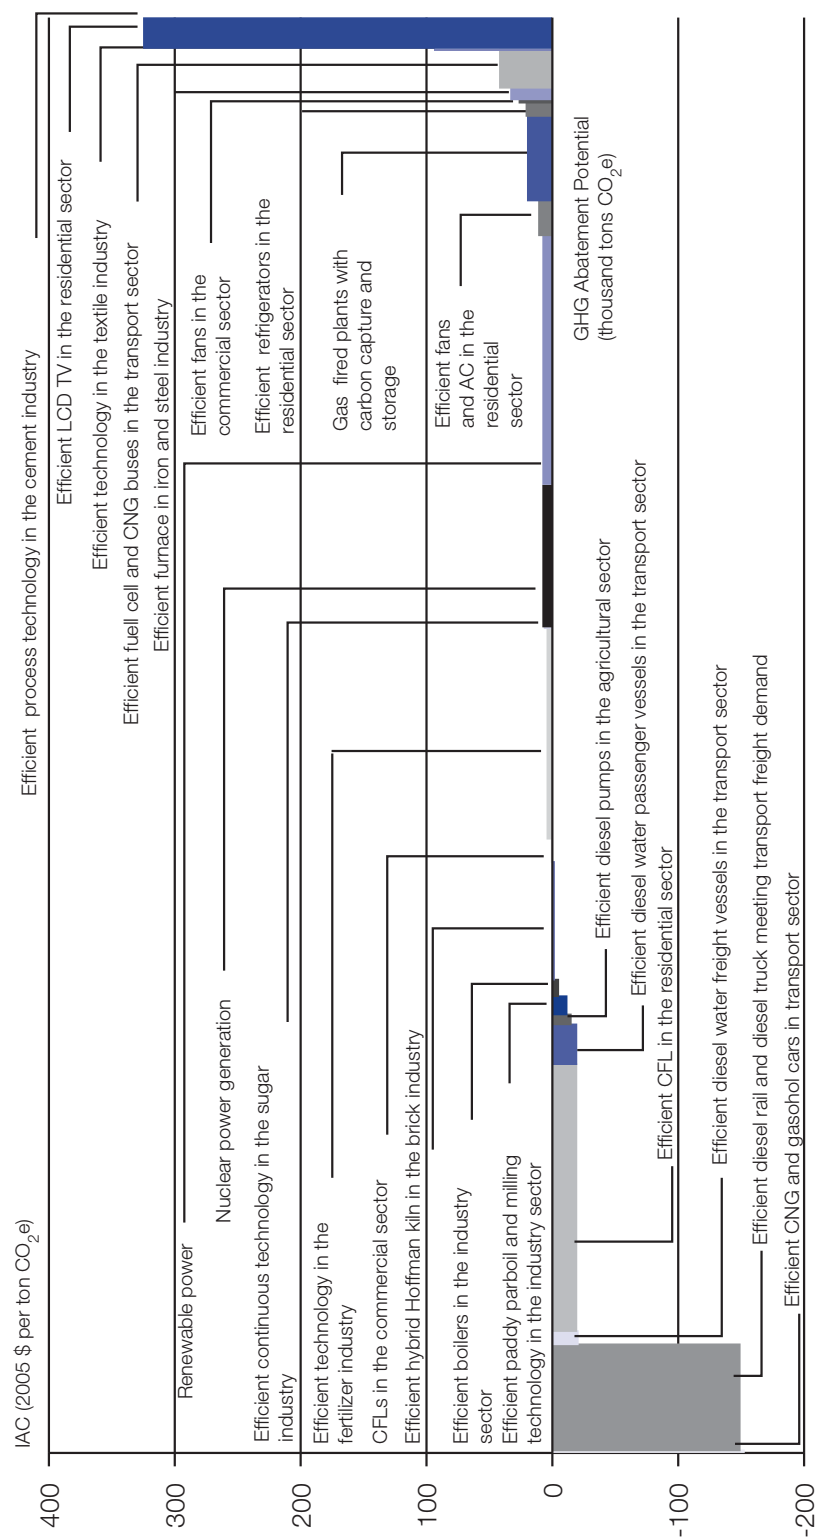 IAC (2005 $ per ton CO2e)
400
300
200
100
0
-100
-200
Renewable power
Nuclear power generation
Efficient continuous technology in the sugar
industry
Efficient technology in the
fertilizer industry
CFLs in the commercial sector
Efficient hybrid Hoffman kiln in the brick industry
Efficient boilers in the industry
sector
Efficient paddy parboil and milling
technology in the industry sector
Efficient process technology in the cement industry
Efficient LCD TV in the residential sector
Efficient technology in the textile industry
Efficient fuell cell and CNG buses in the transport sector
Efficient furnace in iron and steel industry
Efficient fans in the
commercial sector
Efficient refrigerators in the
residential sector
Gas fired plants with
carbon capture and
storage
Efficient fans
and AC in the
residential
sector
GHG Abatement Potential
(thousand tons CO2e)
Efficient diesel pumps in the agricultural sector
Efficient diesel water passenger vessels in the transport sector
Efficient CFL in the residential sector
Efficient diesel water freight vessels in the transport sector
Efficient diesel rail and diesel truck meeting transport freight demand
Efficient CNG and gasohol cars in transport sector